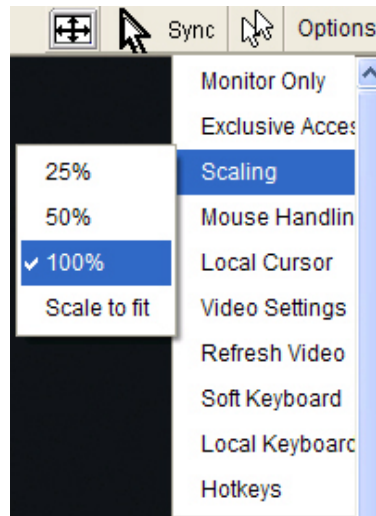 Sync Options
Monitor Only
Exclusive Acces
25% Scaling
50% Mouse Handlin
100% Local Cursor
Scale to fit Video Settings
Refresh Video
Soft Keyboard
Local Keyboard
Hotkeys